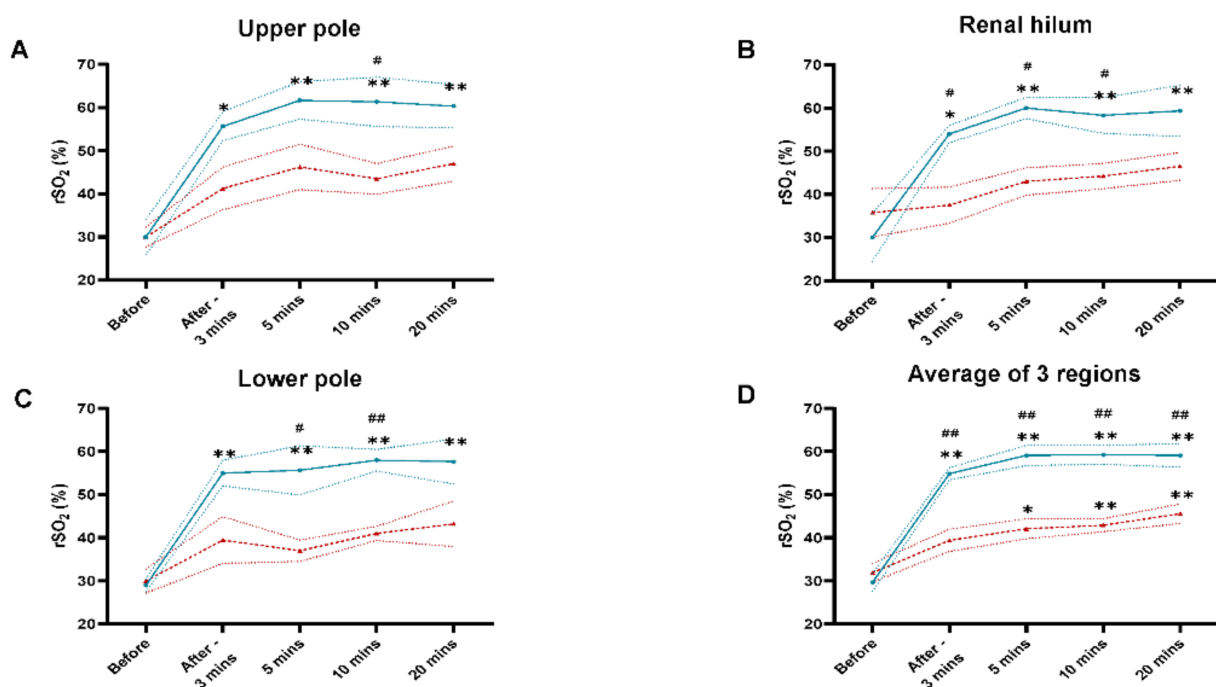 A
Upper pole
#
*
**
**
**
70
60
50
40
30
20
rSO₂ (%)
Before
After -
3 mins
5 mins
10 mins
20 mins
B
Renal hilum
#
#
#
*
**
**
**
70
60
50
40
30
20
rSO₂ (%)
Before
After -
3 mins
5 mins
10 mins
20 mins
C
Lower pole
#
##
**
**
**
**
70
60
50
40
30
20
rSO₂ (%)
Before
After -
3 mins
5 mins
10 mins
20 mins
D
Average of 3 regions
##
##
##
##
**
**
**
**
*
**
**
70
60
50
40
30
20
rSO₂ (%)
Before
After -
3 mins
5 mins
10 mins
20 mins